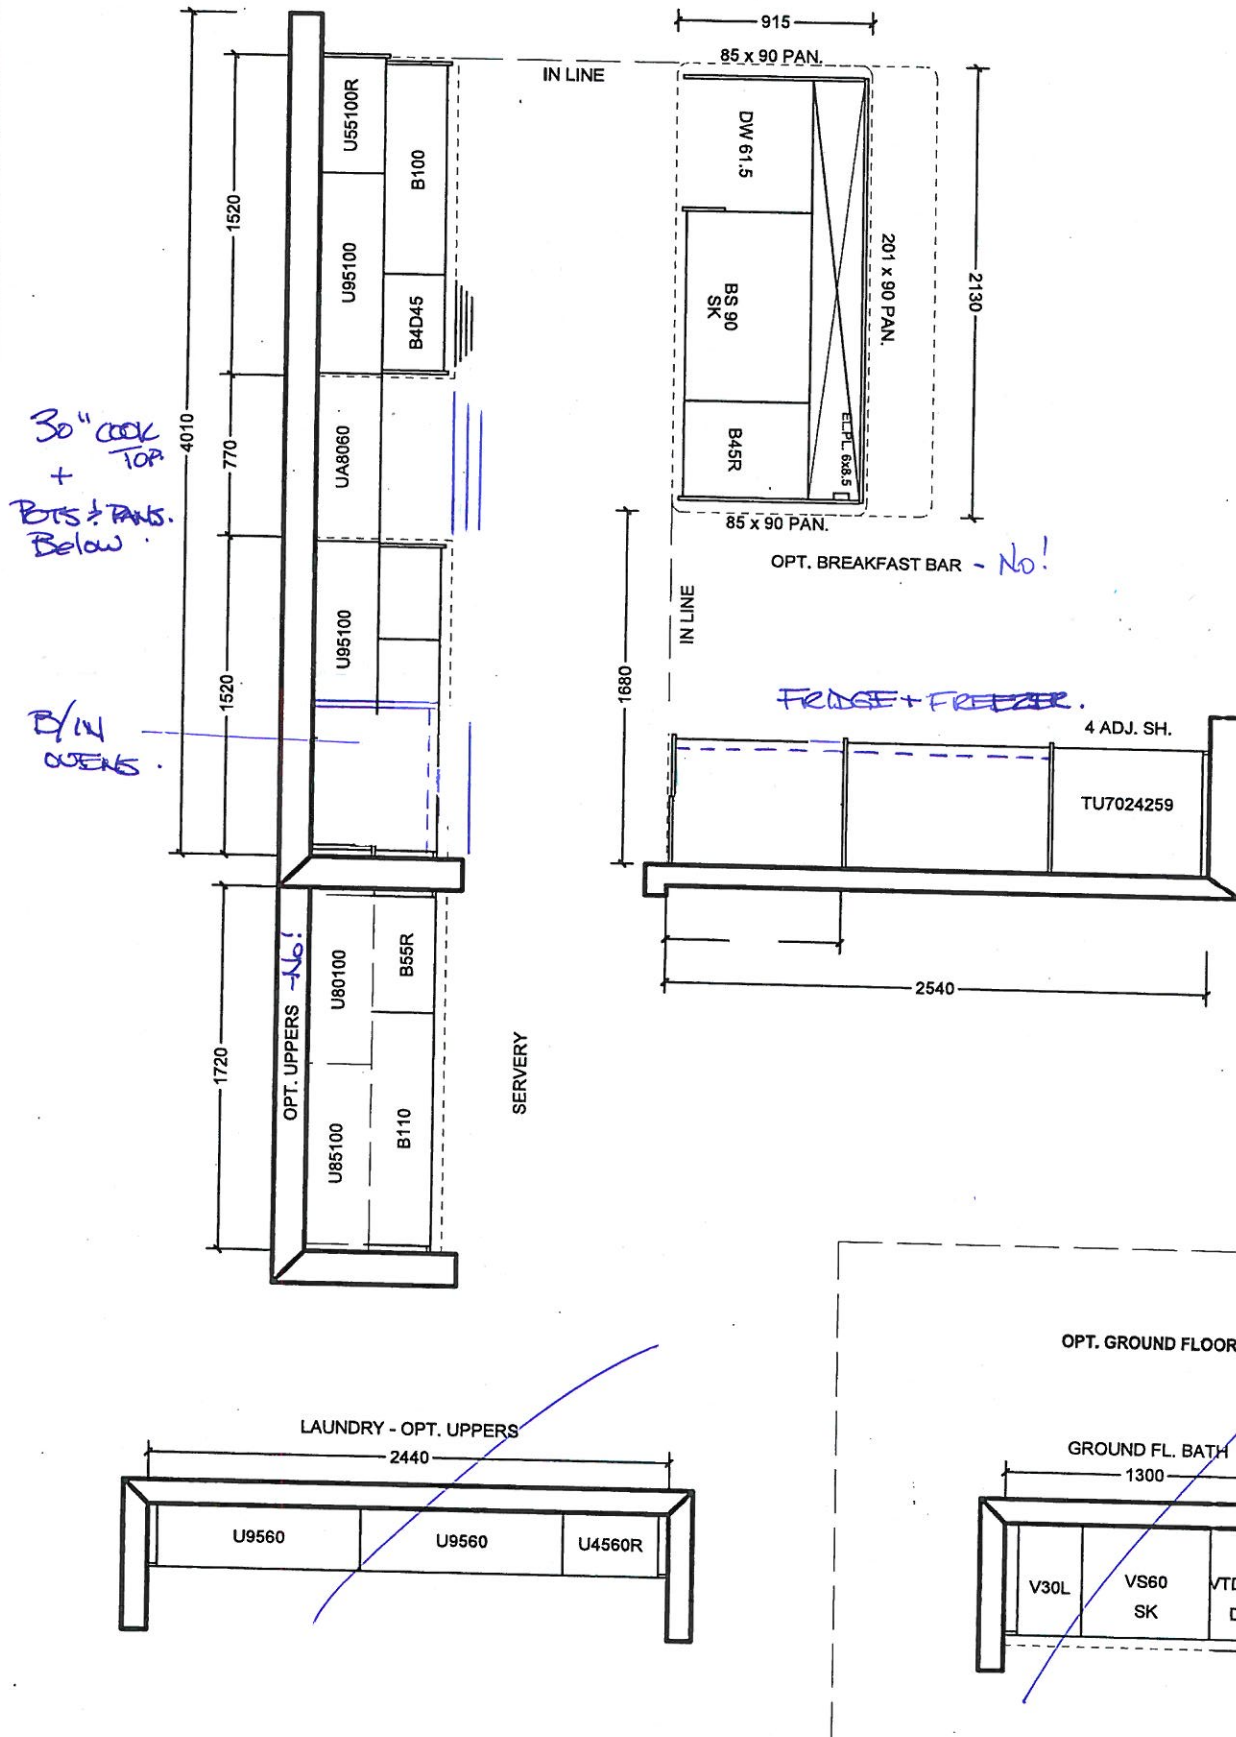 915
85 x 90 PAN.
IN LINE
4010
1520
U55100R
B100
DW 61.5
U95100
BS 90
SK
201 x 90 PAN.
2130
B4D45
30" COOK
TOP.
+
POTS & PANS.
Below.
770
UA8060
B45R
EL.PL. 6x8.5
85 x 90 PAN.
OPT. BREAKFAST BAR - No!
IN LINE
1520
U95100
1680
B/IN
OVENS.
FRIDGE + FREEZER.
4 ADJ. SH.
TU7024259
2540
1720
OPT. UPPERS - No!
U80100
B55R
U85100
B110
SERVERY
OPT. GROUND FLOOR
LAUNDRY - OPT. UPPERS
2440
U9560
U9560
U4560R
GROUND FL. BATH
1300
V30L
VS60
SK
VTD
D